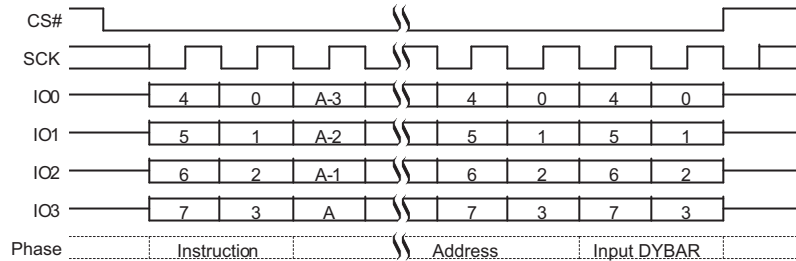 CS#
SCK
IO0 4 0 A-3 4 0 4 0
IO1 5 1 A-2 5 1 5 1
IO2 6 2 A-1 6 2 6 2
IO3 7 3 A 7 3 7 3
Phase Instruction Address Input DYBAR